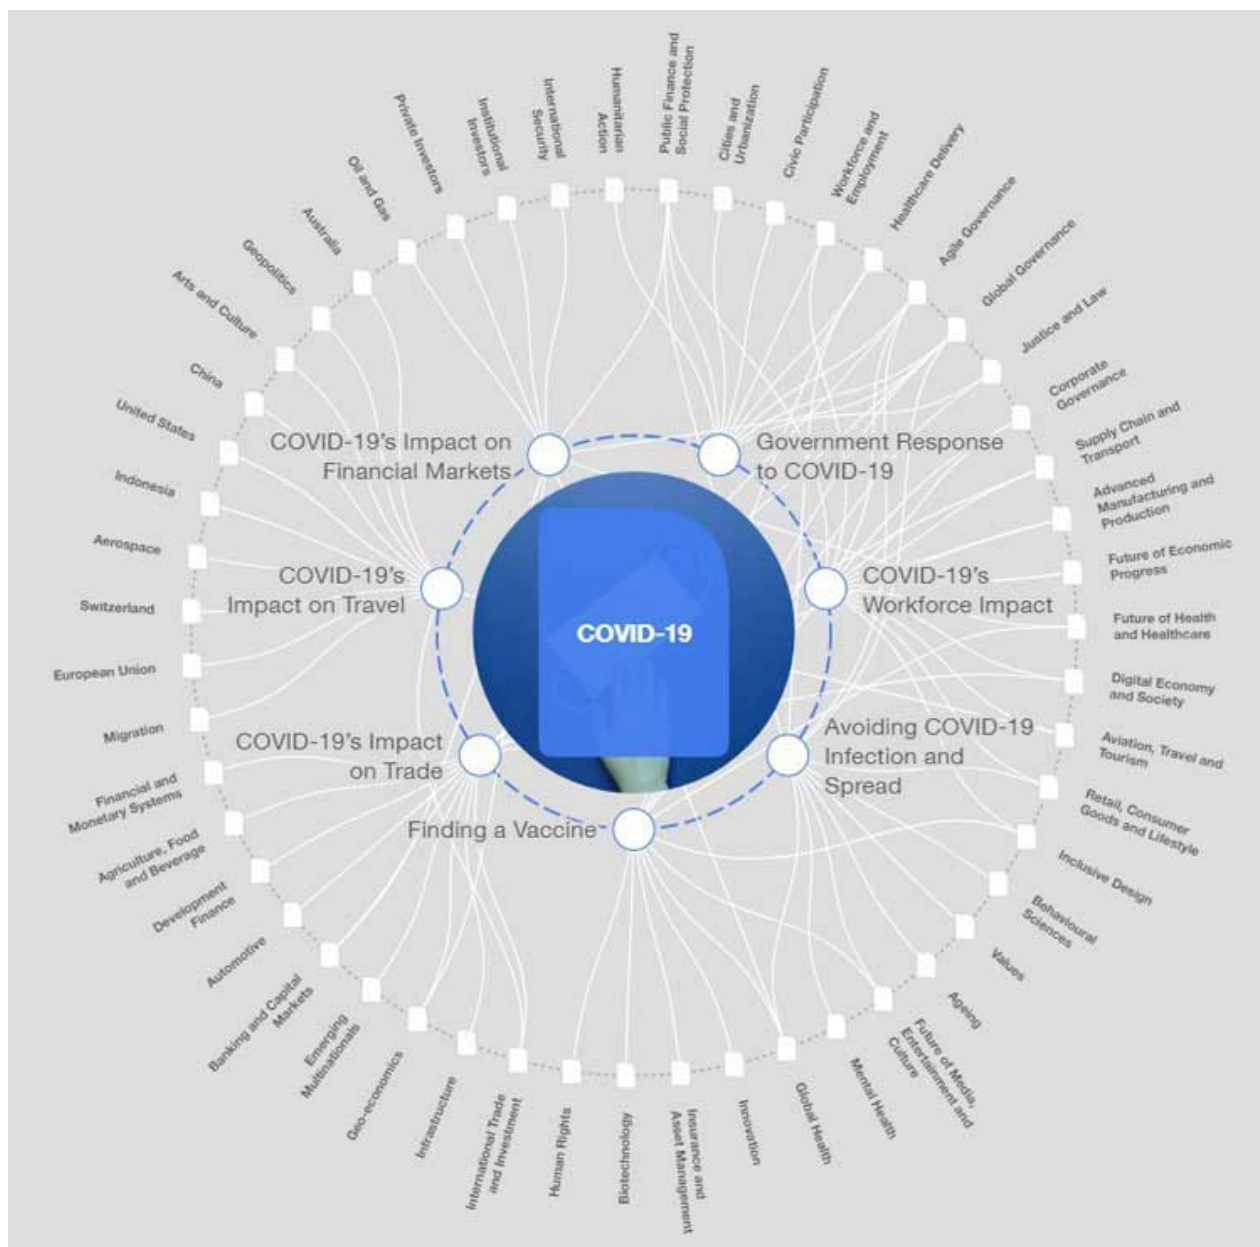 COVID-19
Government Response
to COVID-19
COVID-19's
Workforce Impact
Avoiding COVID-19
Infection and
Spread
Finding a Vaccine
COVID-19's Impact
on Trade
COVID-19's
Impact on Travel
COVID-19's Impact on
Financial Markets
Public Finance and
Social Protection
Cities and
Urbanization
Civic Participation
Workforce and
Employment
Healthcare Delivery
Agile Governance
Global Governance
Justice and Law
Corporate
Governance
Supply Chain and
Transport
Advanced
Manufacturing and
Production
Future of Economic
Progress
Future of Health
and Healthcare
Digital Economy
and Society
Aviation, Travel and
Tourism
Retail, Consumer
Goods and Lifestyle
Inclusive Design
Behavioural
Sciences
Values
Ageing
Future of Media,
Entertainment and
Culture
Mental Health
Global Health
Innovation
Insurance and
Asset Management
Biotechnology
Human Rights
International Trade
and Investment
Infrastructure
Geo-economics
Emerging
Multinationals
Banking and Capital
Markets
Automotive
Development
Finance
Agriculture, Food
and Beverage
Financial and
Monetary Systems
Migration
European Union
Switzerland
Aerospace
Indonesia
United States
China
Arts and Culture
Geopolitics
Australia
Oil and Gas
Private Investors
Institutional
Investors
International
Security
Humanitarian
Action